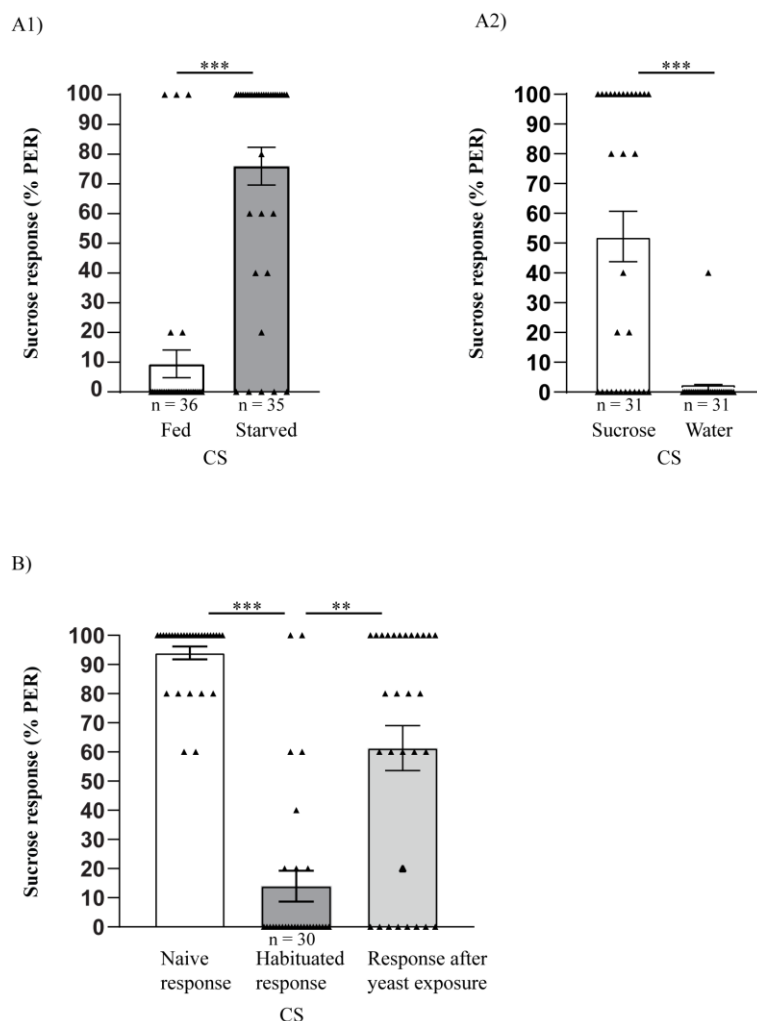 A1)
***
Sucrose response (% PER)
100
90
80
70
60
50
40
30
20
10
0
n = 36
n = 35
Fed
Starved
CS
A2)
***
Sucrose response (% PER)
100
90
80
70
60
50
40
30
20
10
0
n = 31
n = 31
Sucrose
Water
CS
B)
***
**
Sucrose response (% PER)
100
90
80
70
60
50
40
30
20
10
0
n = 30
Naive
response
Habituated
response
Response after
yeast exposure
CS